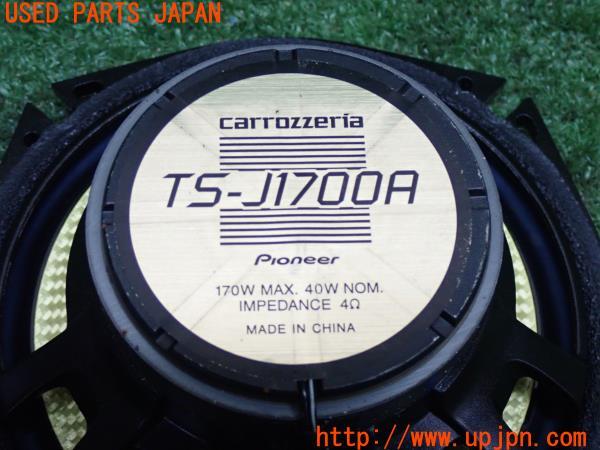 USED PARTS JAPAN
carrozzeria
TS-J1700A
Pioneer
170W MAX. 40W NOM.
IMPEDANCE 4Ω
MADE IN CHINA
http://www.upjpn.com